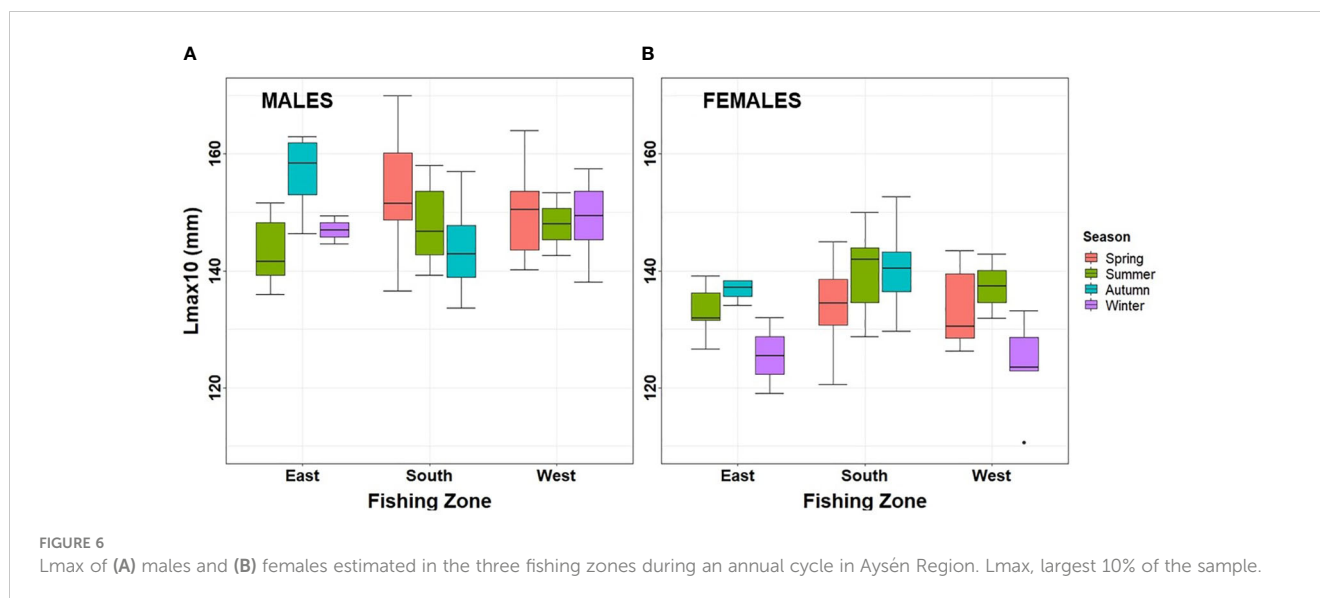 A
B
MALES
FEMALES
Lmax10 (mm)
160
140
120
160
140
120
East
South
West
Fishing Zone
East
South
West
Fishing Zone
Season
Spring
Summer
Autumn
Winter
FIGURE 6
Lmax of (A) males and (B) females estimated in the three fishing zones during an annual cycle in Aysén Region. Lmax, largest 10% of the sample.